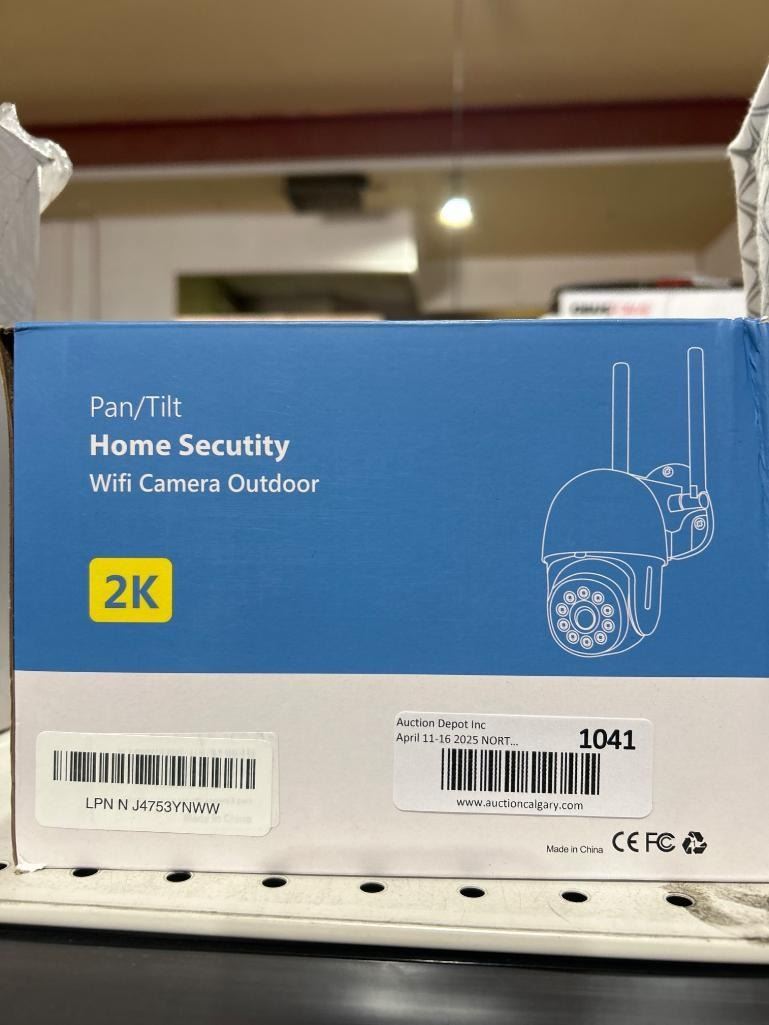 Pan/Tilt
Home Secutity
Wifi Camera Outdoor
2K
LPN N J4753YNWW
Auction Depot Inc
April 11-16 2025 NORT...
1041
www.auctioncalgary.com
Made in China
CE FC